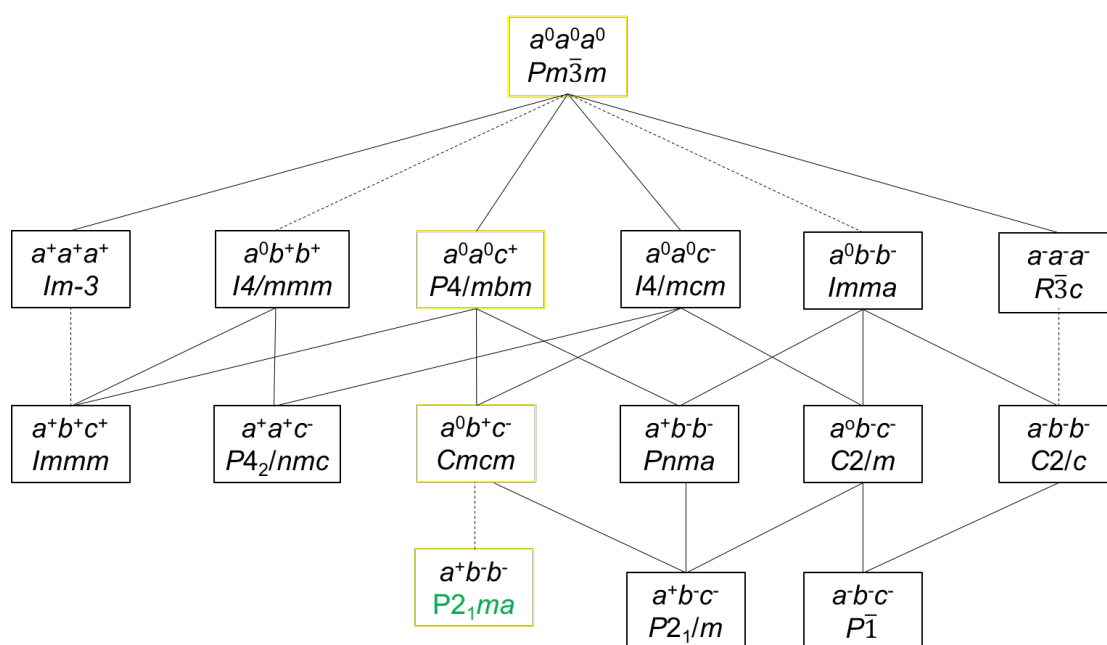 a⁰a⁰a⁰
Pm3̅m
a⁺a⁺a⁺
Im-3
a⁰b⁺b⁺
I4/mmm
a⁰a⁰c⁺
P4/mbm
a⁰a⁰c⁻
I4/mcm
a⁰b⁻b⁻
Imma
a⁻a⁻a⁻
R3̅c
a⁺b⁺c⁺
Immm
a⁺a⁺c⁻
P4₂/nmc
a⁰b⁺c⁻
Cmcm
a⁺b⁻b⁻
Pnma
aᵒb⁻c⁻
C2/m
a⁻b⁻b⁻
C2/c
a⁺b⁻b⁻
P2₁ma
a⁺b⁻c⁻
P2₁/m
a⁻b⁻c⁻
P1̅